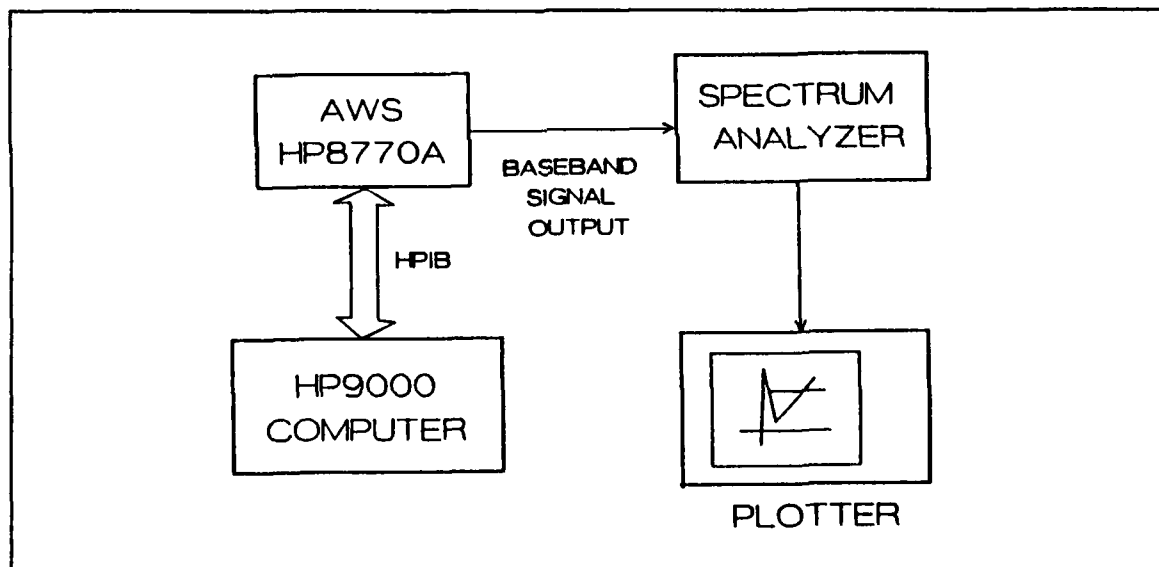 AWS
HP8770A
SPECTRUM
ANALYZER
BASEBAND
SIGNAL
OUTPUT
HPIB
HP9000
COMPUTER
PLOTTER